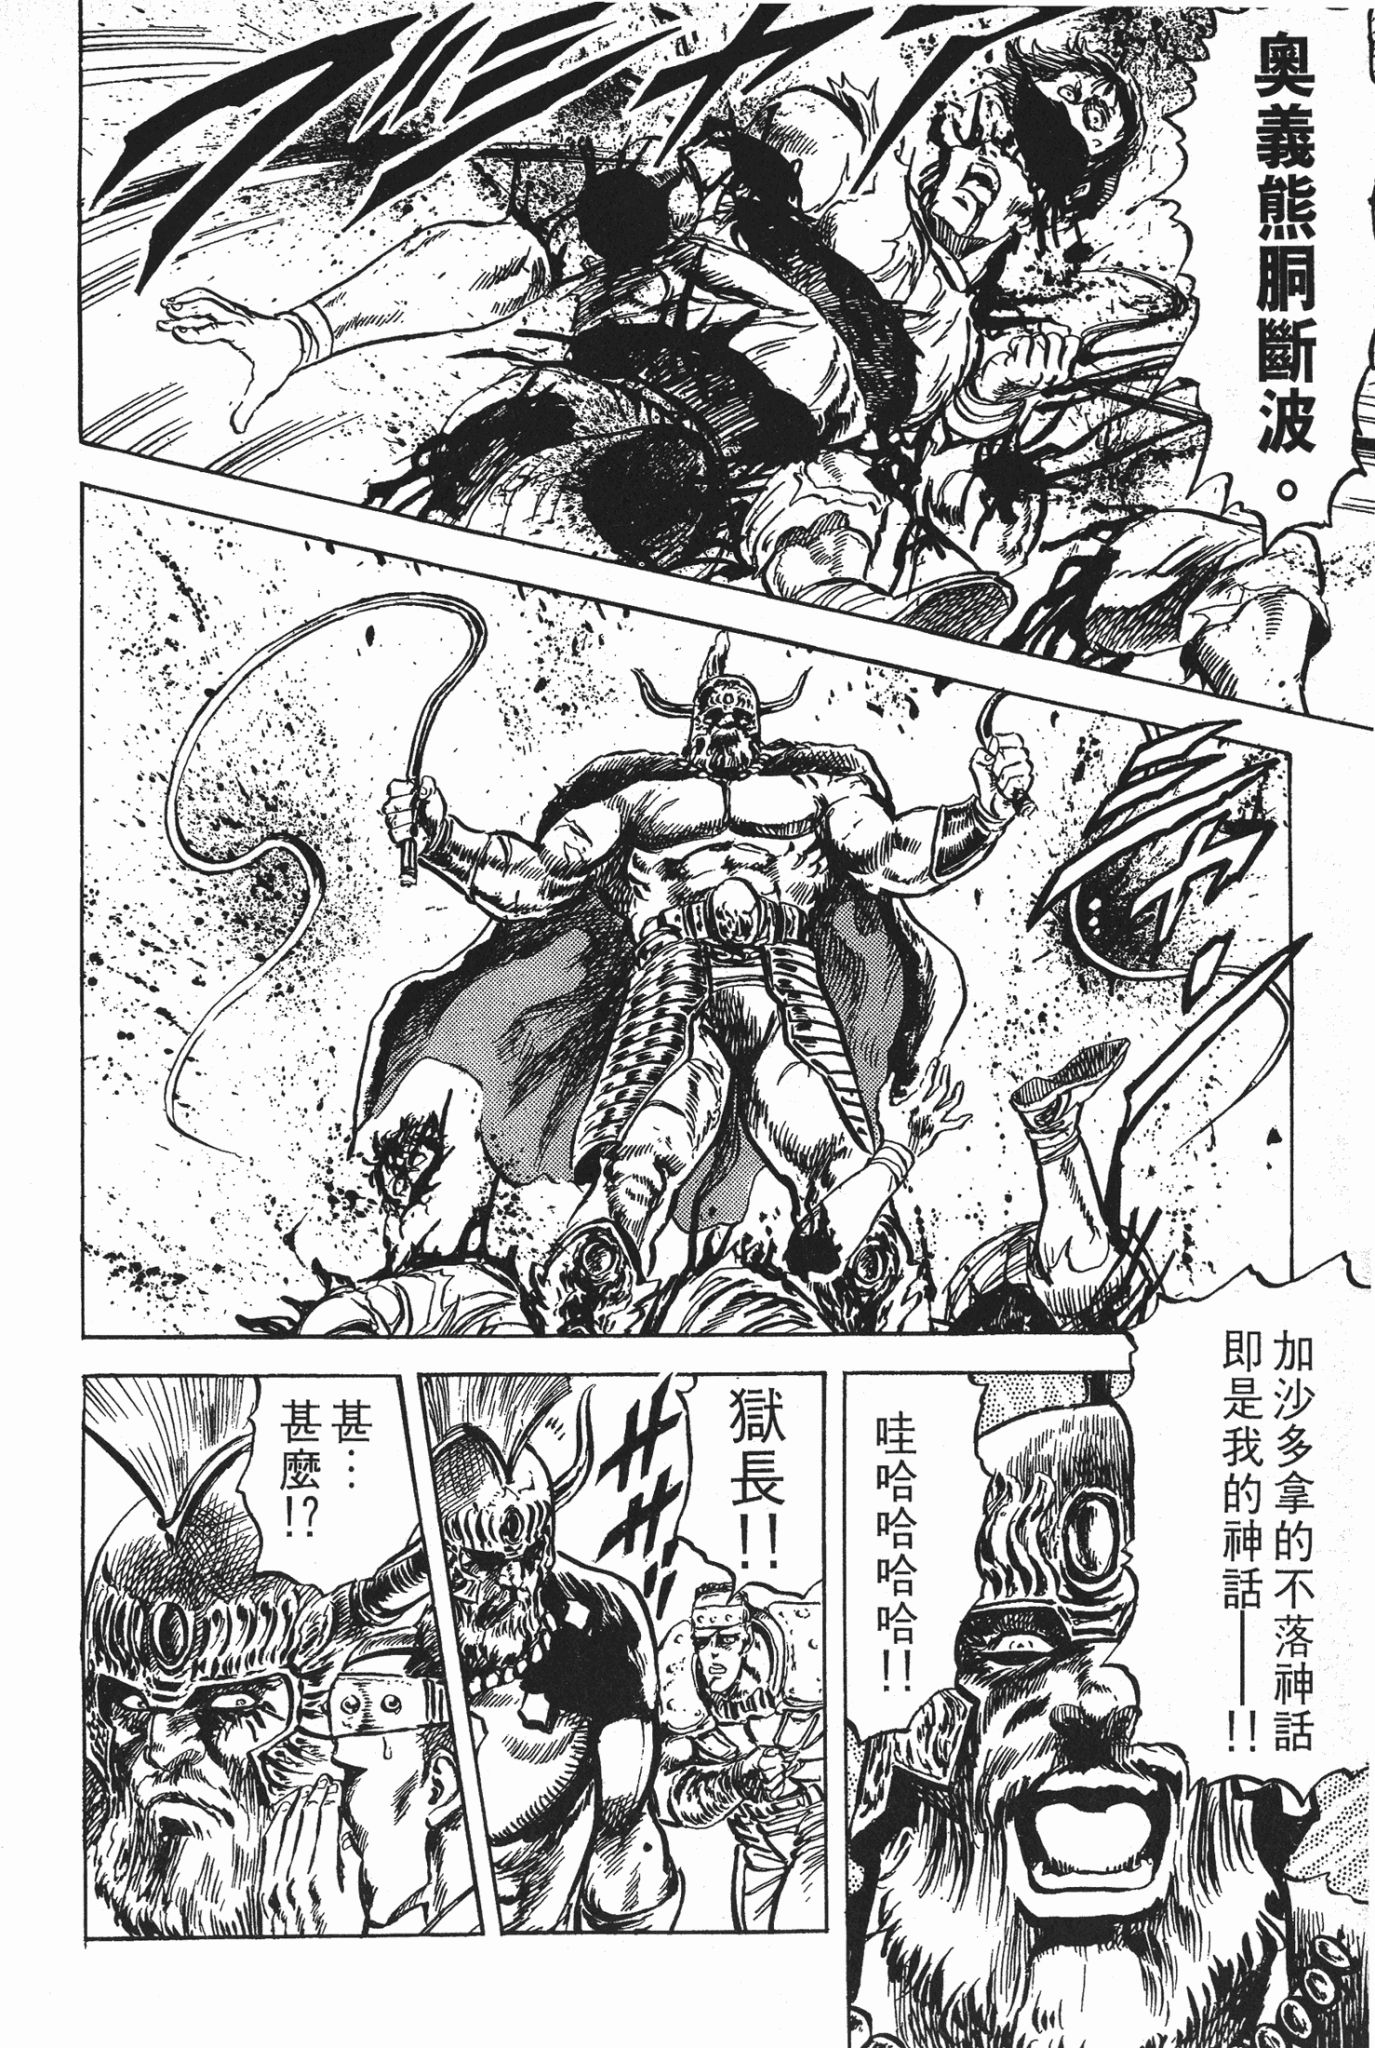 奧義熊胴斷波。
加沙多拿的不落神話
即是我的神話——!!
哇哈哈哈哈!!
獄長!!
甚…
甚麼!?